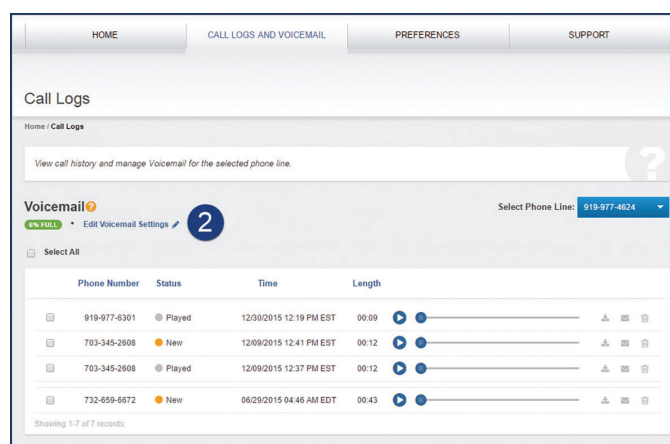 HOME CALL LOGS AND VOICEMAIL PREFERENCES SUPPORT
Call Logs
Home / Call Logs
View call history and manage Voicemail for the selected phone line.
?
Voicemail ?
Select Phone Line: 919-977-4624
6% FULL • Edit Voicemail Settings
2
Select All
Phone Number Status Time Length
919-977-6301 Played 12/30/2015 12:19 PM EST 00:09
703-345-2608 New 12/09/2015 12:41 PM EST 00:12
703-345-2608 Played 12/09/2015 12:37 PM EST 00:12
732-659-6672 New 06/29/2015 04:46 AM EDT 00:43
Showing 1-7 of 7 records